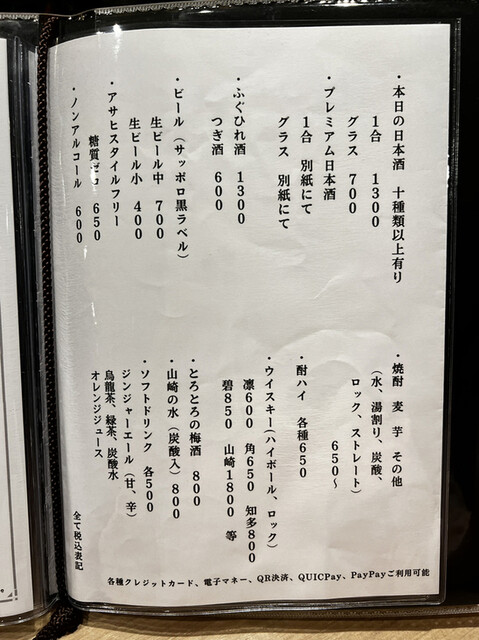 ・本日の日本酒　十種類以上有り
１合　１３００
グラス　７００
・プレミアム日本酒
１合　別紙にて
グラス　別紙にて
・ふぐひれ酒　１３００
つぎ酒　６００
・ビール（サッポロ黒ラベル）
生ビール中　７００
生ビール小　４００
・アサヒスタイルフリー
糖質ゼロ　６５０
・ノンアルコール　６００
・焼酎　麦　芋　その他
（水、湯割り、炭酸、
ロック、ストレート）
６５０〜
・酎ハイ　各種６５０
・ウイスキー（ハイボール、ロック）
凛６００　角６５０　知多８００
碧８５０　山崎１８００　等
・とろとろの梅酒　８００
・山崎の水（炭酸入）８００
・ソフトドリンク　各５００
ジンジャーエール（甘、辛）
烏龍茶、緑茶、炭酸水
オレンジジュース
全て税込表記
各種クレジットカード、電子マネー、QR決済、QUICPay、PayPayご利用可能